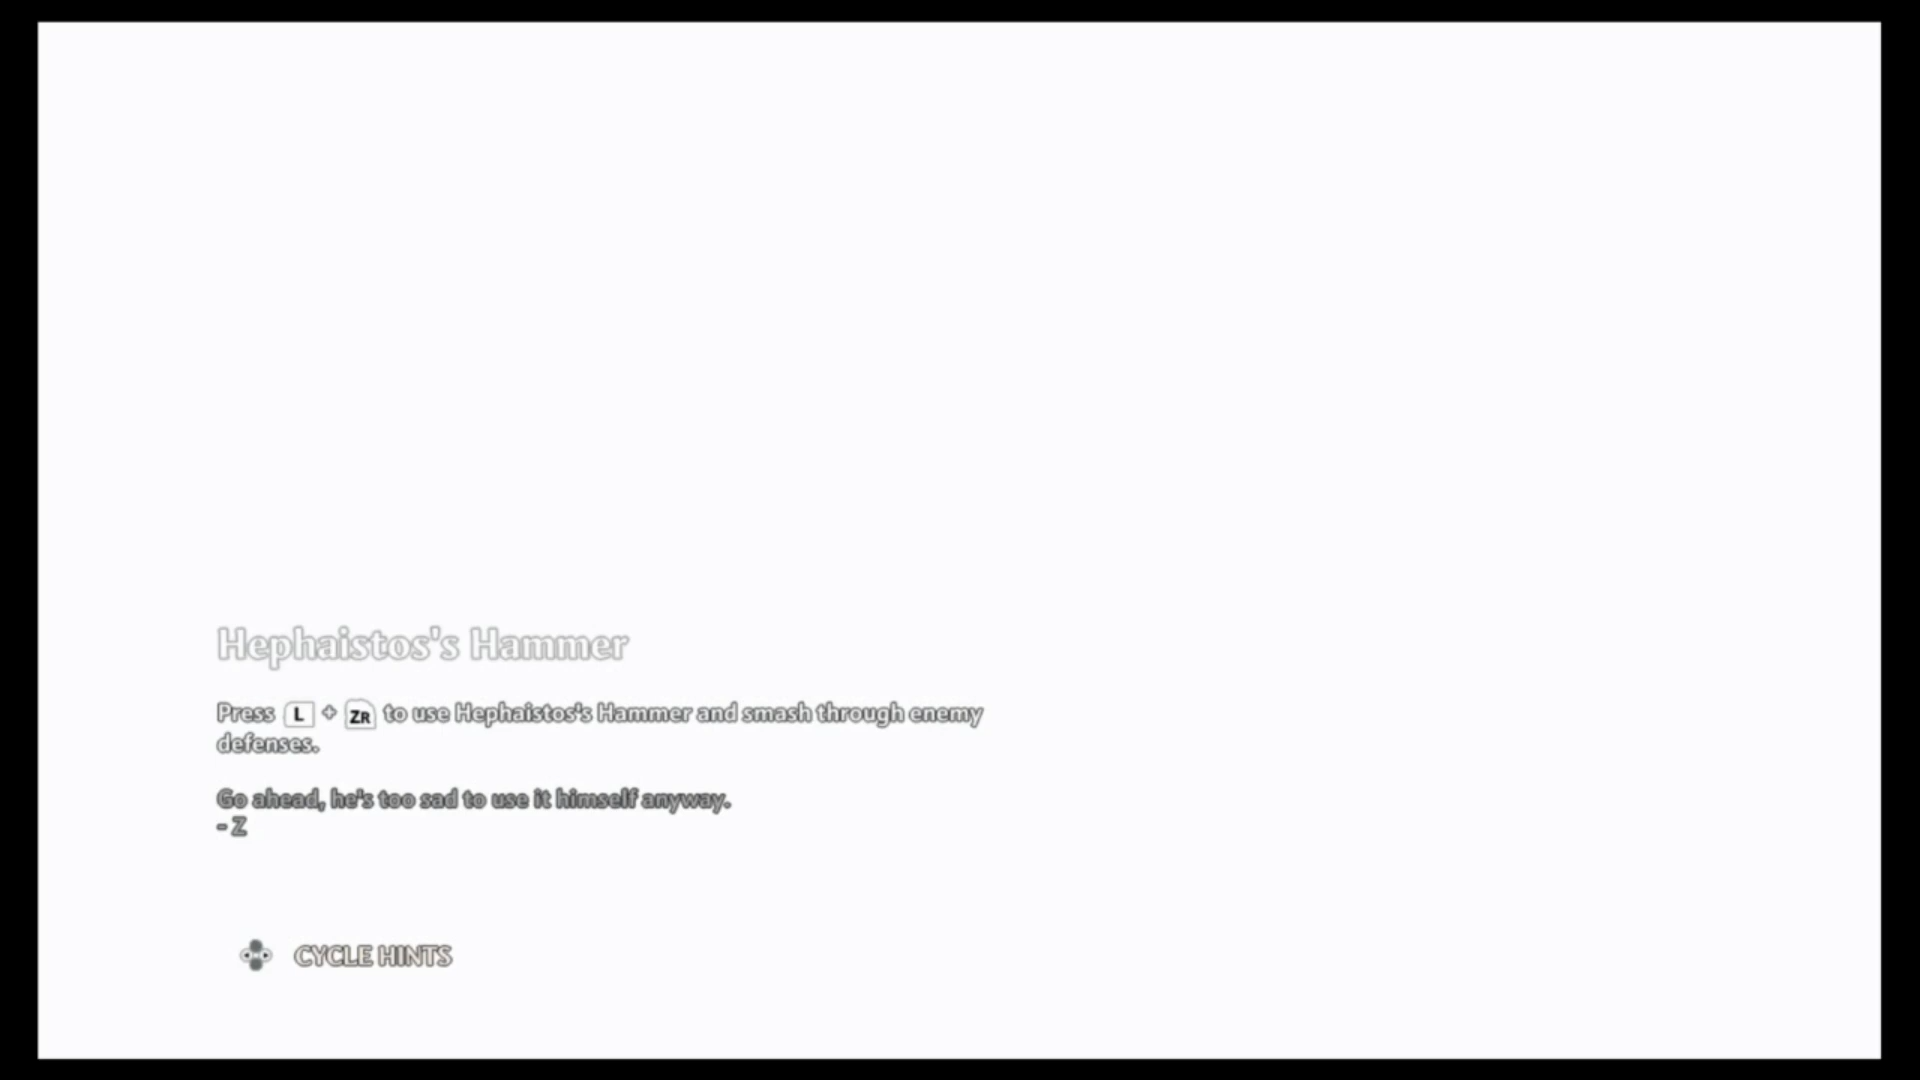 Hephaistos's Hammer
Press L + ZR to use Hephaistos's Hammer and smash through enemy
defenses.
Go ahead, he's too sad to use it himself anyway.
- Z
CYCLE HINTS